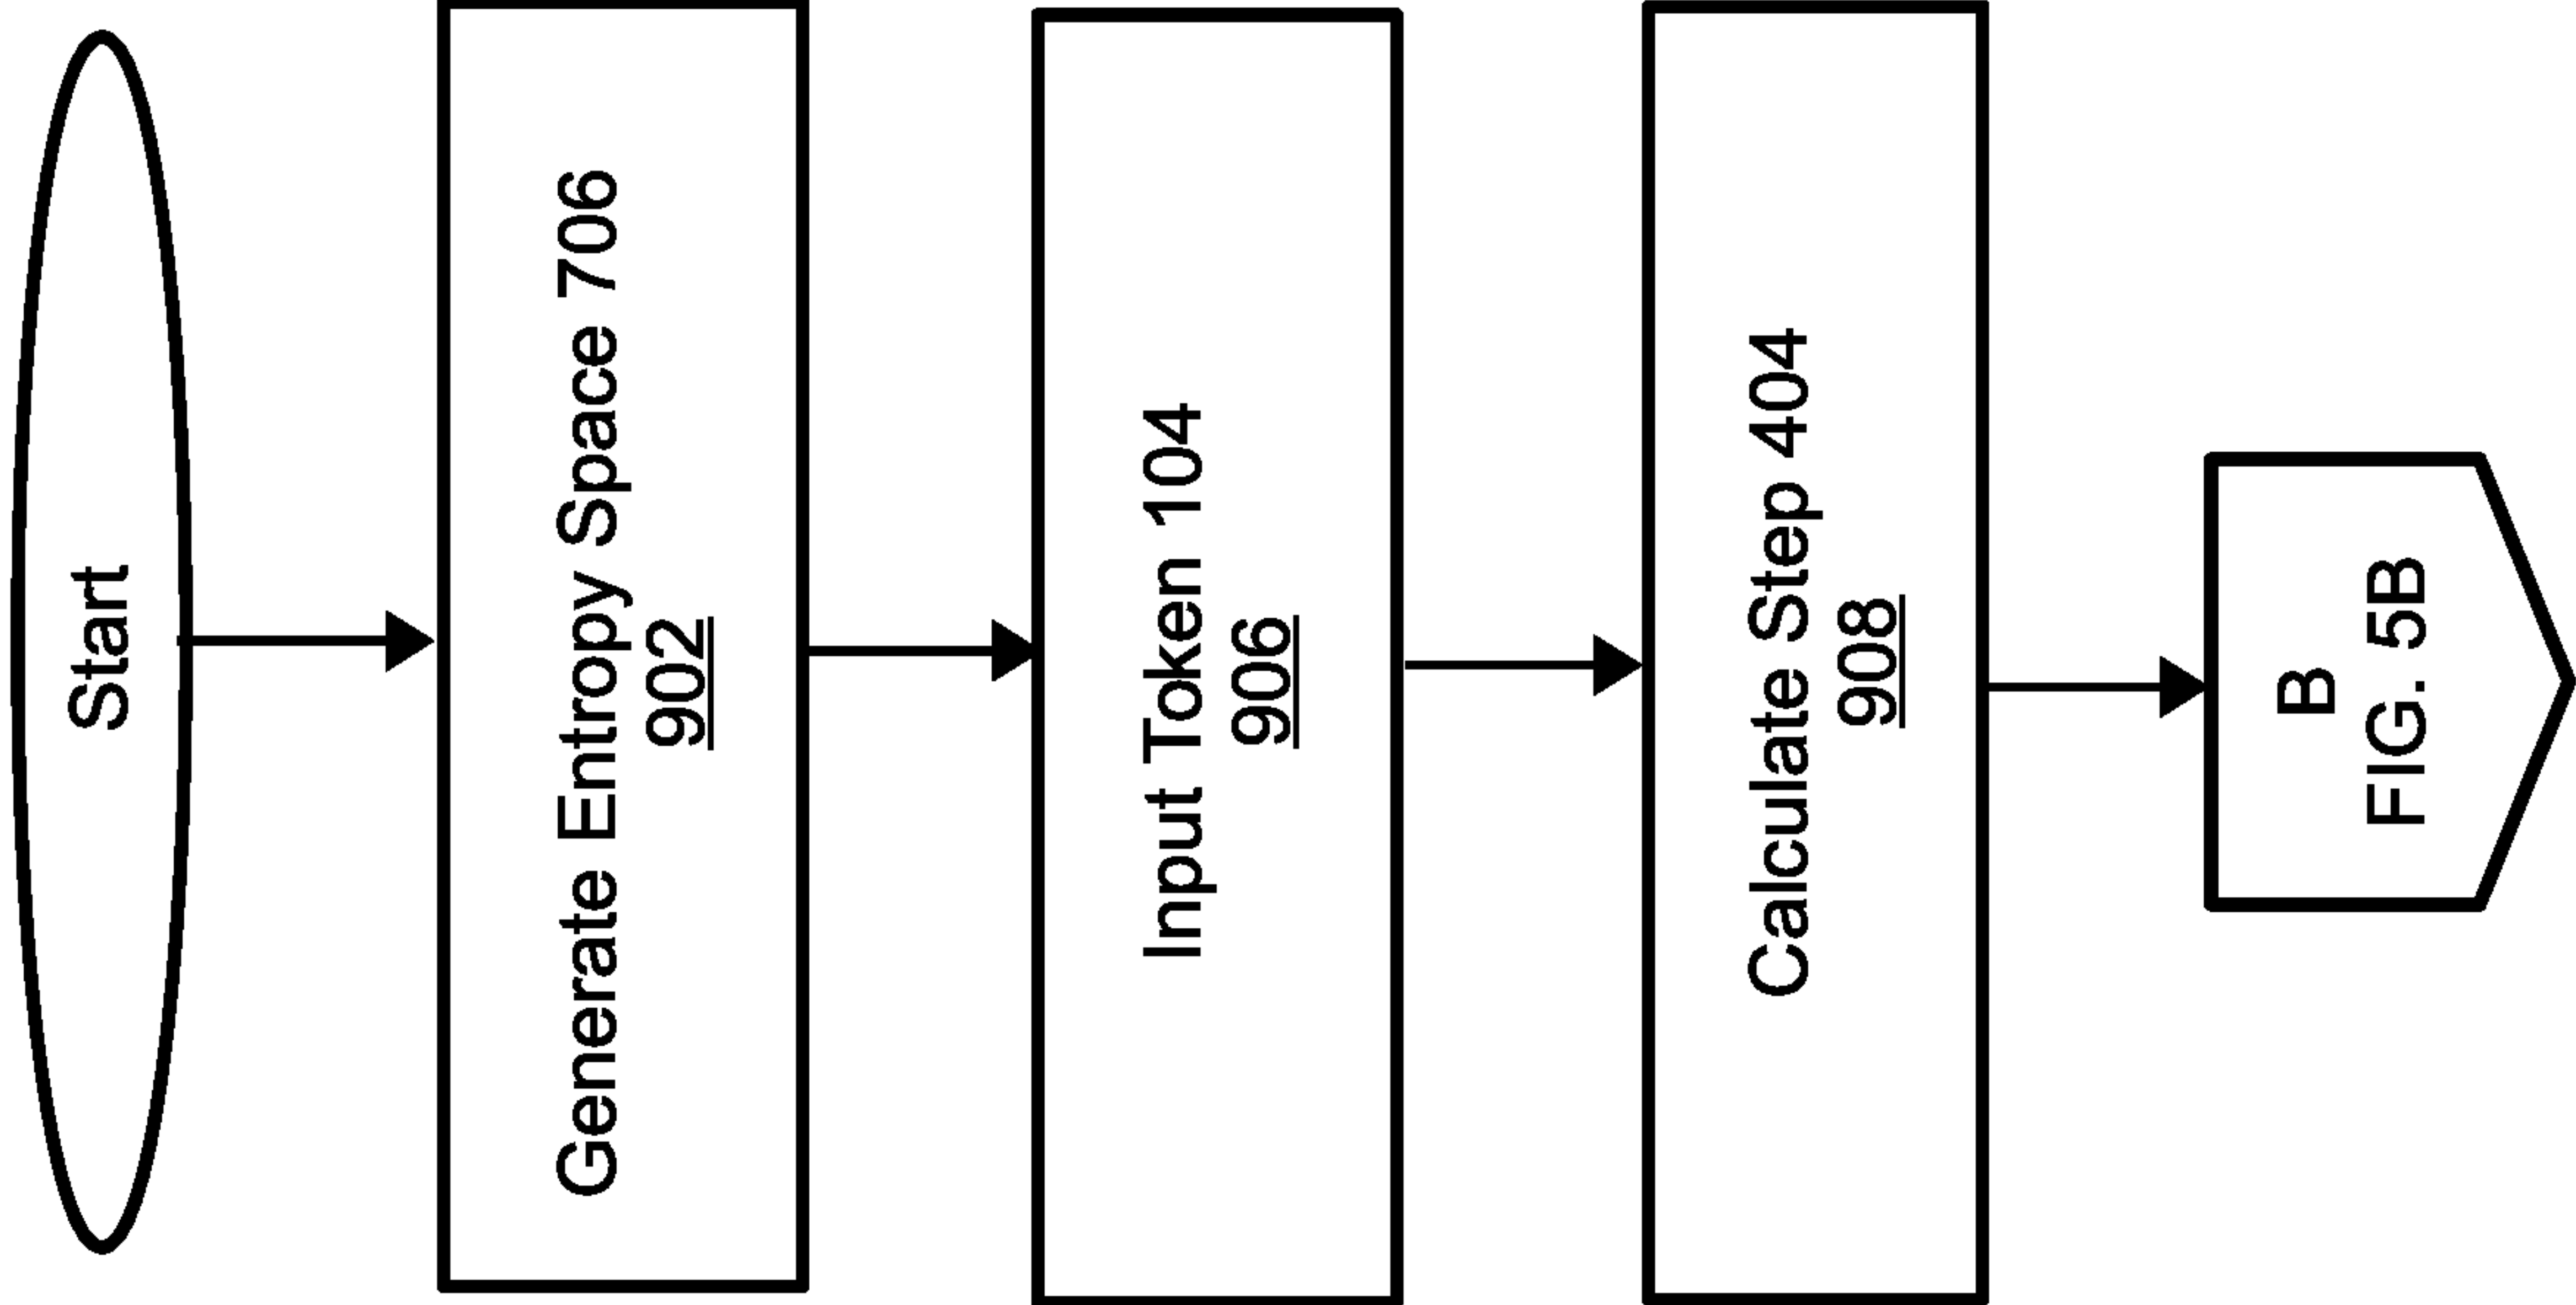 Start
Generate Entropy Space 706
902
Input Token 104
906
Calculate Step 404
908
B
FIG. 5B